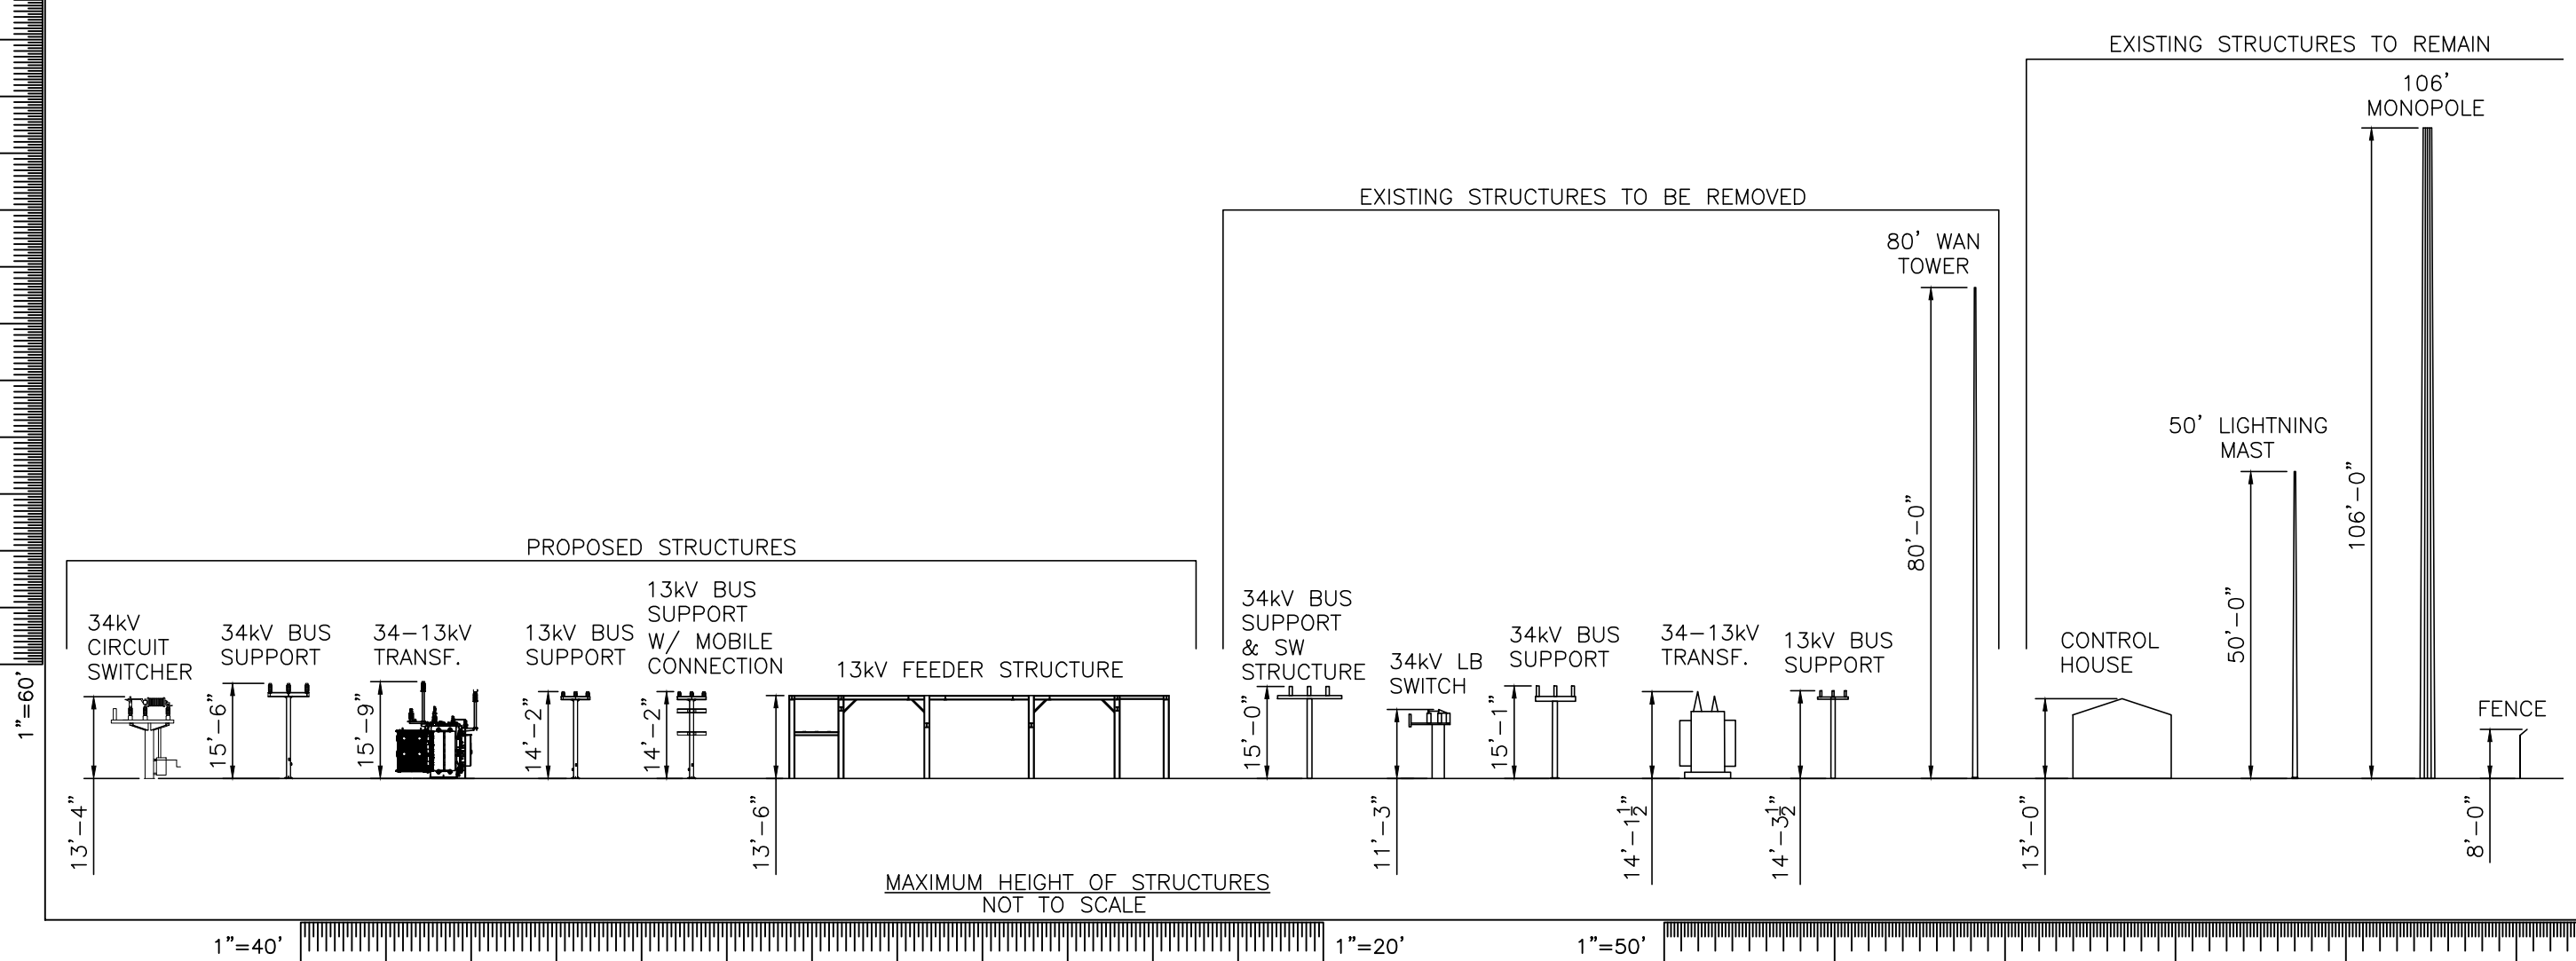 EXISTING STRUCTURES TO REMAIN
106'
MONOPOLE
106'-0"
50' LIGHTNING
MAST
50'-0"
CONTROL
HOUSE
13'-0"
FENCE
8'-0"
EXISTING STRUCTURES TO BE REMOVED
80' WAN
TOWER
80'-0"
34kV BUS
SUPPORT
& SW
STRUCTURE
15'-0"
34kV LB
SWITCH
11'-3"
34kV BUS
SUPPORT
15'-1"
34-13kV
TRANSF.
14'-1½"
13kV BUS
SUPPORT
14'-3½"
PROPOSED STRUCTURES
34kV
CIRCUIT
SWITCHER
13'-4"
34kV BUS
SUPPORT
15'-6"
34-13kV
TRANSF.
15'-9"
13kV BUS
SUPPORT
14'-2"
13kV BUS
SUPPORT
W/ MOBILE
CONNECTION
14'-2"
13kV FEEDER STRUCTURE
13'-6"
MAXIMUM HEIGHT OF STRUCTURES
NOT TO SCALE
1"=60'
1"=40'
1"=20'
1"=50'